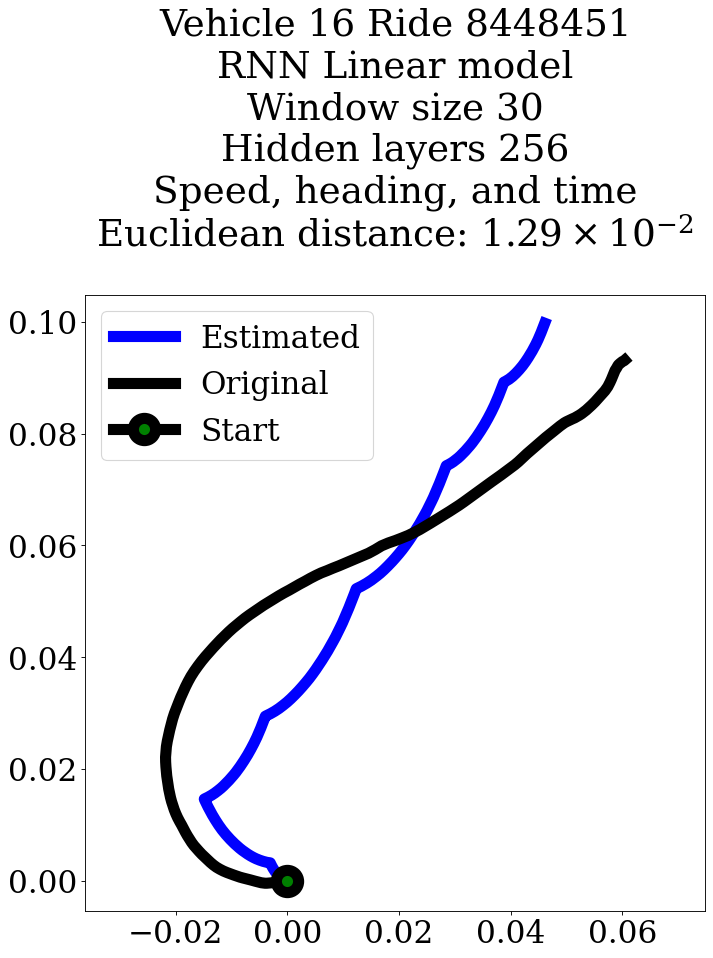 Vehicle 16 Ride 8448451
RNN Linear model
Window size 30
Hidden layers 256
Speed, heading, and time
Euclidean distance: 1.29 × 10⁻²
Estimated
Original
Start
0.10
0.08
0.06
0.04
0.02
0.00
−0.02 0.00 0.02 0.04 0.06